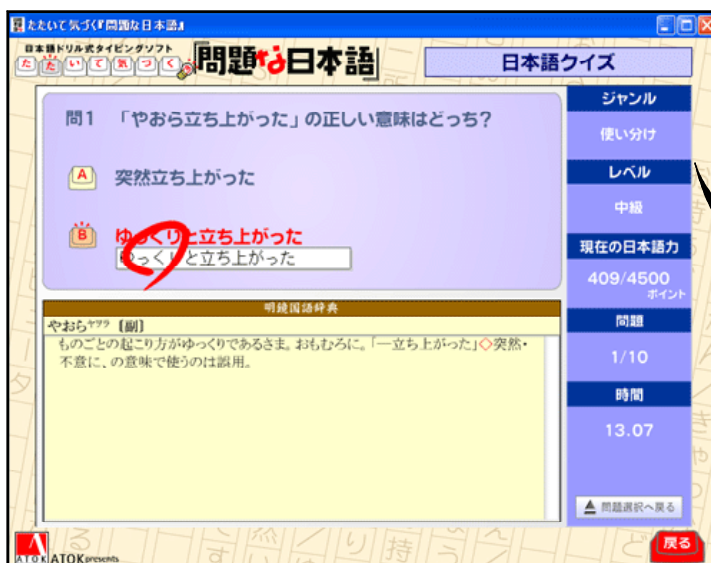 たたいて気づく『問題な日本語』
日本語ドリル式タイピングソフト
たたいて気づく
『問題な日本語』
日本語クイズ
問1 「やおら立ち上がった」の正しい意味はどっち?
A 突然立ち上がった
B ゆっくりと立ち上がった
ゆっくりと立ち上がった
明鏡国語辞典
やおらヤヲラ【副】
ものごとの起こり方がゆっくりであるさま。おもむろに。「―立ち上がった」◇突然・
不意に、の意味で使うのは誤用。
ジャンル
使い分け
レベル
中級
現在の日本語力
409/4500
ポイント
問題
1/10
時間
13.07
問題選択へ戻る
戻る
ATOK ATOK presents